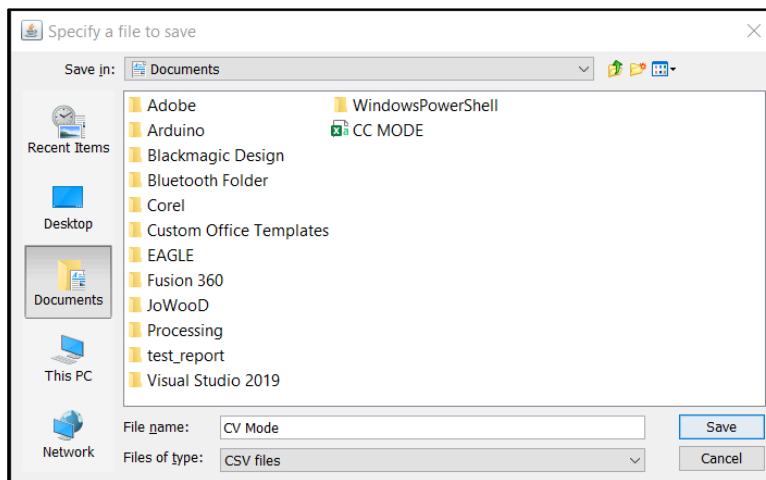 Specify a file to save
Save in: Documents
Recent Items
Desktop
Documents
This PC
Network
Adobe
Arduino
Blackmagic Design
Bluetooth Folder
Corel
Custom Office Templates
EAGLE
Fusion 360
JoWooD
Processing
test_report
Visual Studio 2019
WindowsPowerShell
CC MODE
File name: CV Mode Save
Files of type: CSV files Cancel